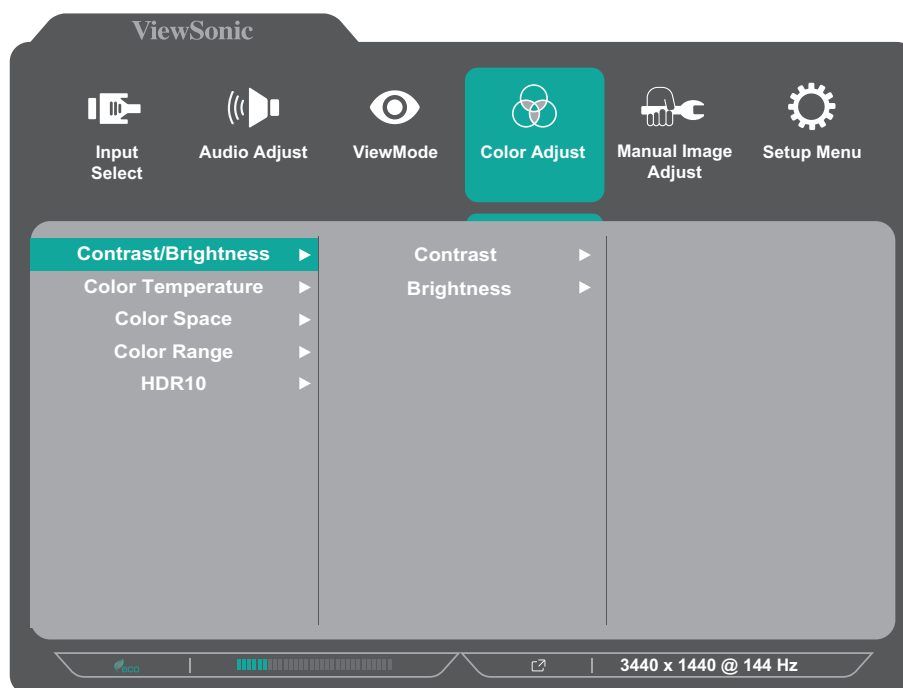 ViewSonic
Input
Select
Audio Adjust
ViewMode
Color Adjust
Manual Image
Adjust
Setup Menu
Contrast/Brightness
Color Temperature
Color Space
Color Range
HDR10
Contrast
Brightness
eco
3440 x 1440 @ 144 Hz